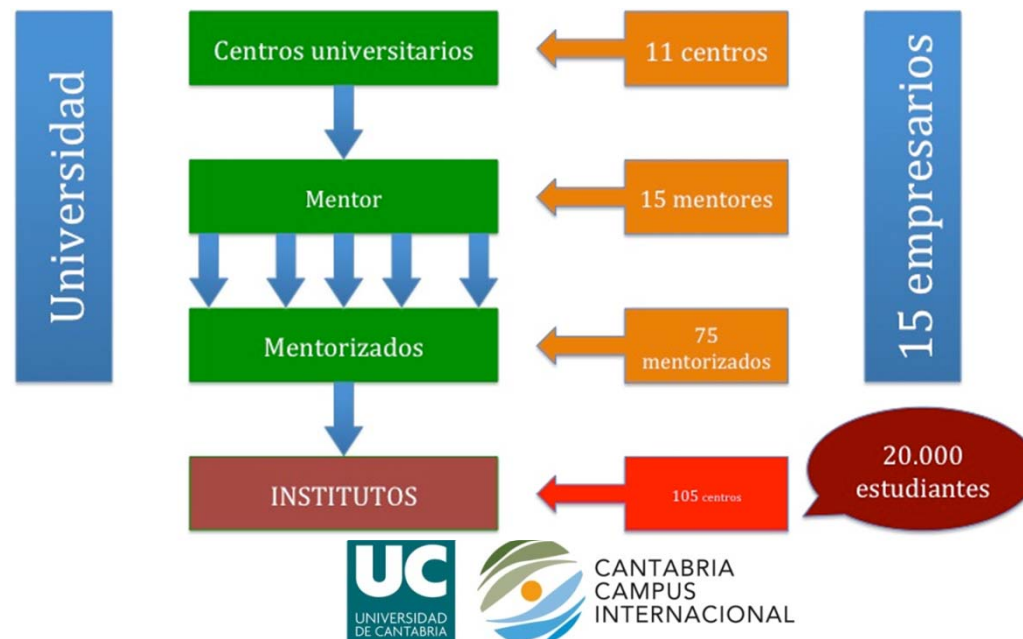 Universidad
Centros universitarios
11 centros
Mentor
15 mentores
Mentorizados
75
mentorizados
INSTITUTOS
105 centros
15 empresarios
20.000
estudiantes
UC
UNIVERSIDAD
DE CANTABRIA
CANTABRIA
CAMPUS
INTERNACIONAL